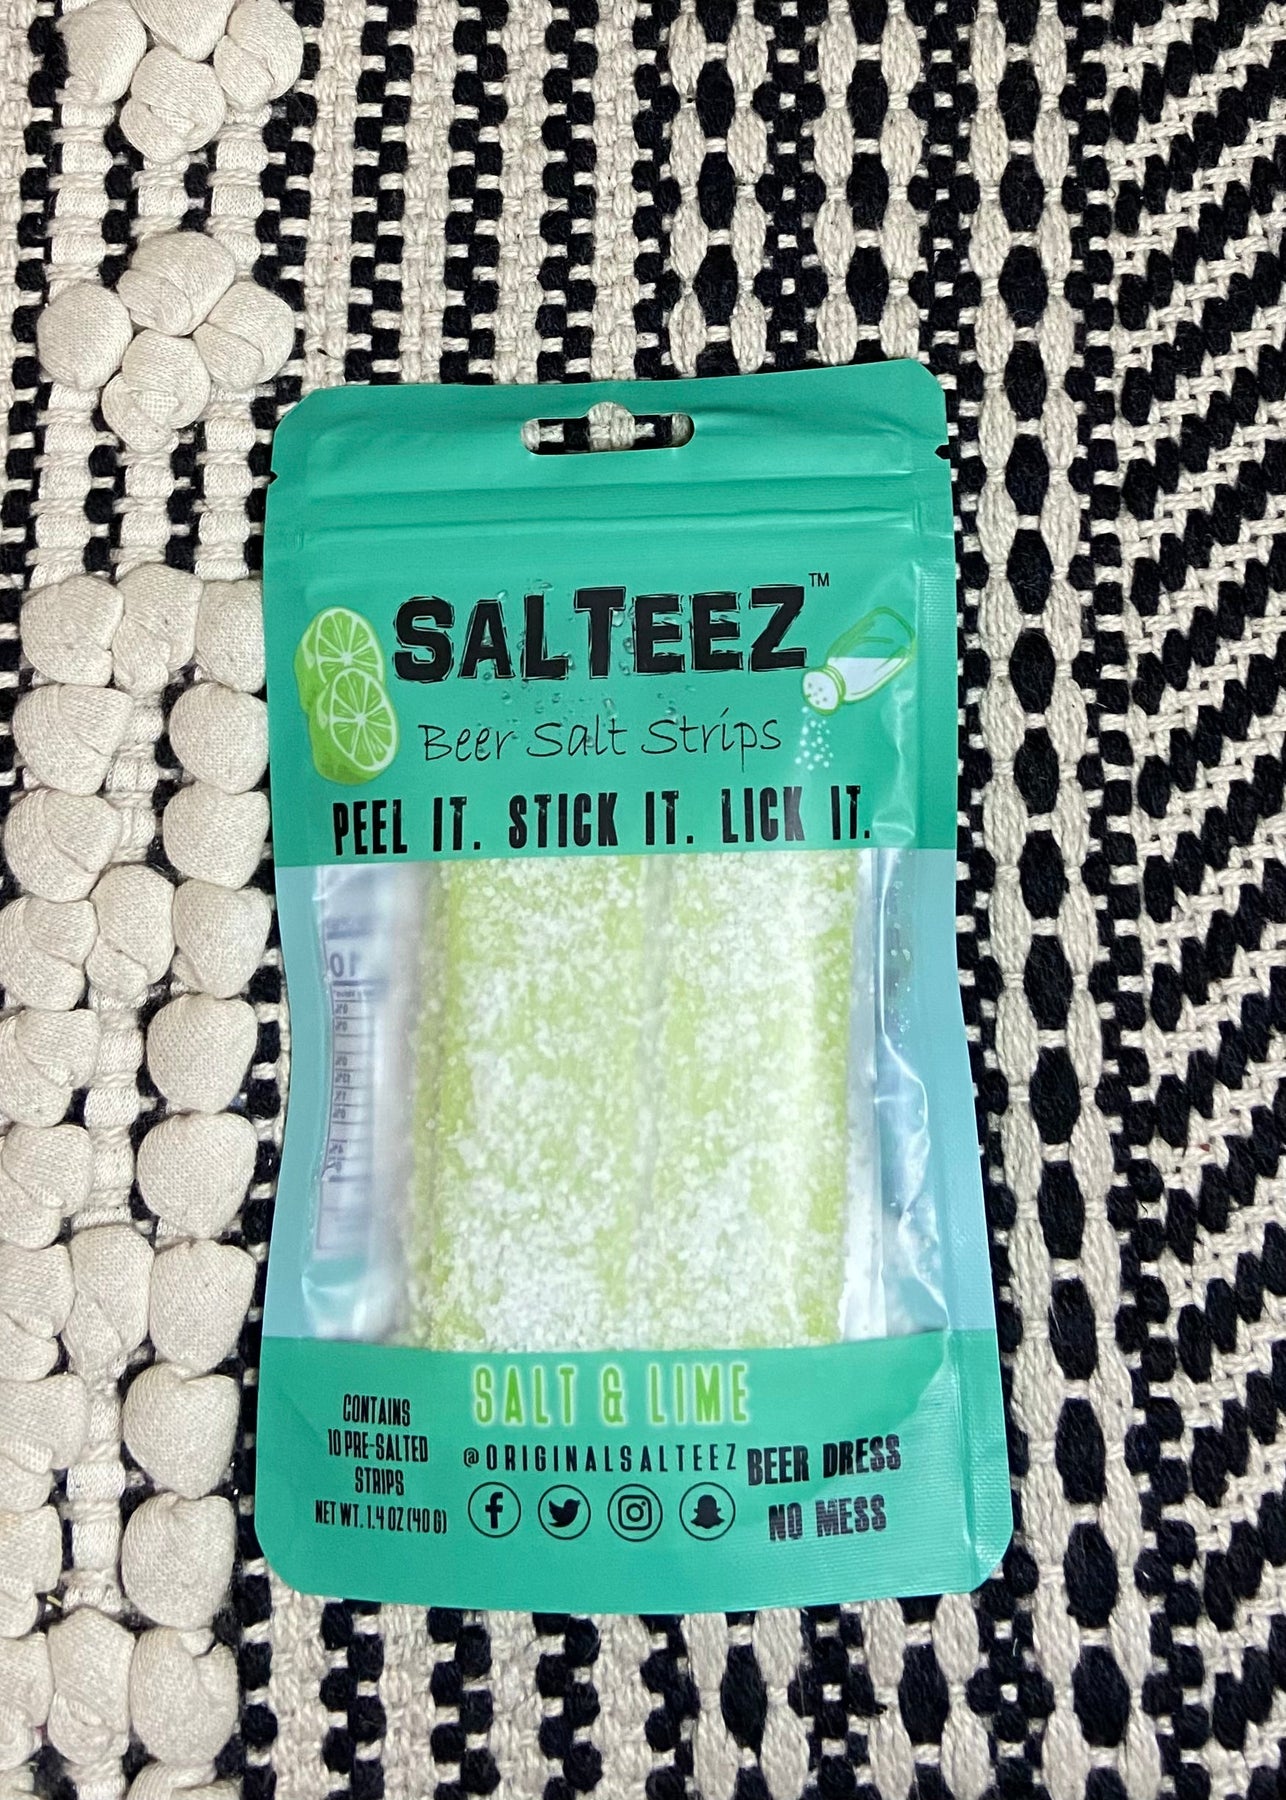 SALTEEZ™
Beer Salt Strips
PEEL IT. STICK IT. LICK IT.
SALT & LIME
CONTAINS
10 PRE-SALTED
STRIPS
NET WT. 1.4 OZ (40 G)
@ORIGINALSALTEEZ
BEER DRESS
NO MESS